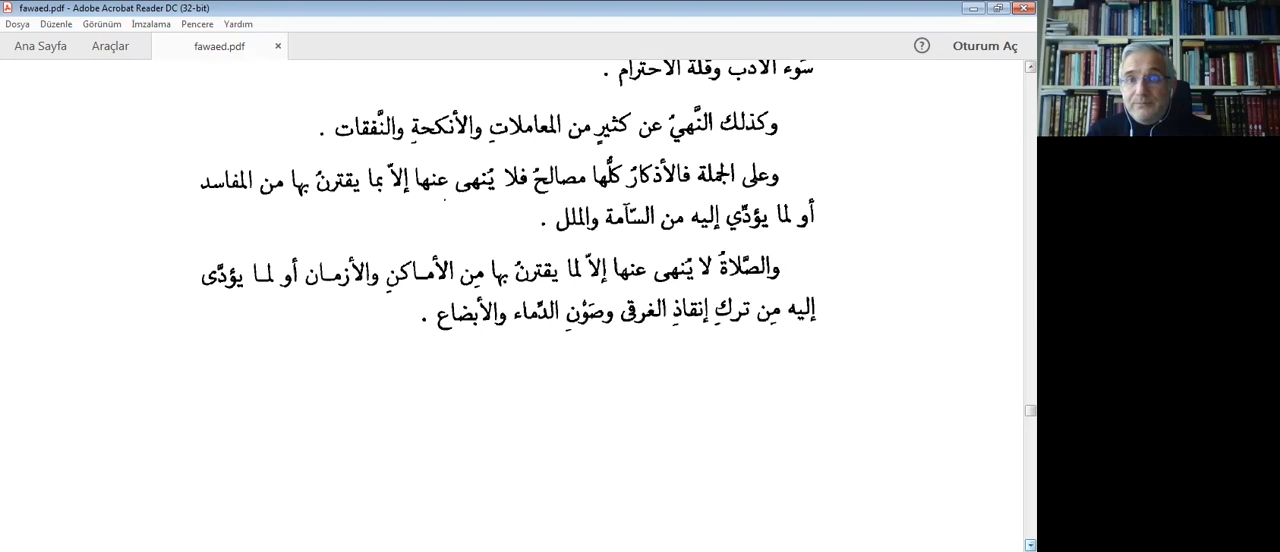 fawaed.pdf - Adobe Acrobat Reader DC (32-bit)
Dosya Düzenle Görünüm İmzalama Pencere Yardım
Ana Sayfa Araçlar fawaed.pdf × ? Oturum Aç
سُوء الأدب وقلة الاحترام .
وكذلك النَّهيُ عن كثيرٍ من المعاملاتِ والأنكحةِ والنَّفقات .
وعلى الجملة فالأذكارُ كلُّها مصالحُ فلا يُنهى عنها إلاّ بما يقترنُ بها من المفاسد
أو لما يؤدِّي إليه من السّآمة والملل .
والصَّلاةُ لا يُنهى عنها إلاّ لما يقترنُ بها مِن الأماكنِ والأزمان أو لما يؤدَّى
إليه مِن تركِ إنقاذِ الغرقى وصَوْنِ الدِّماء والأبضاع .